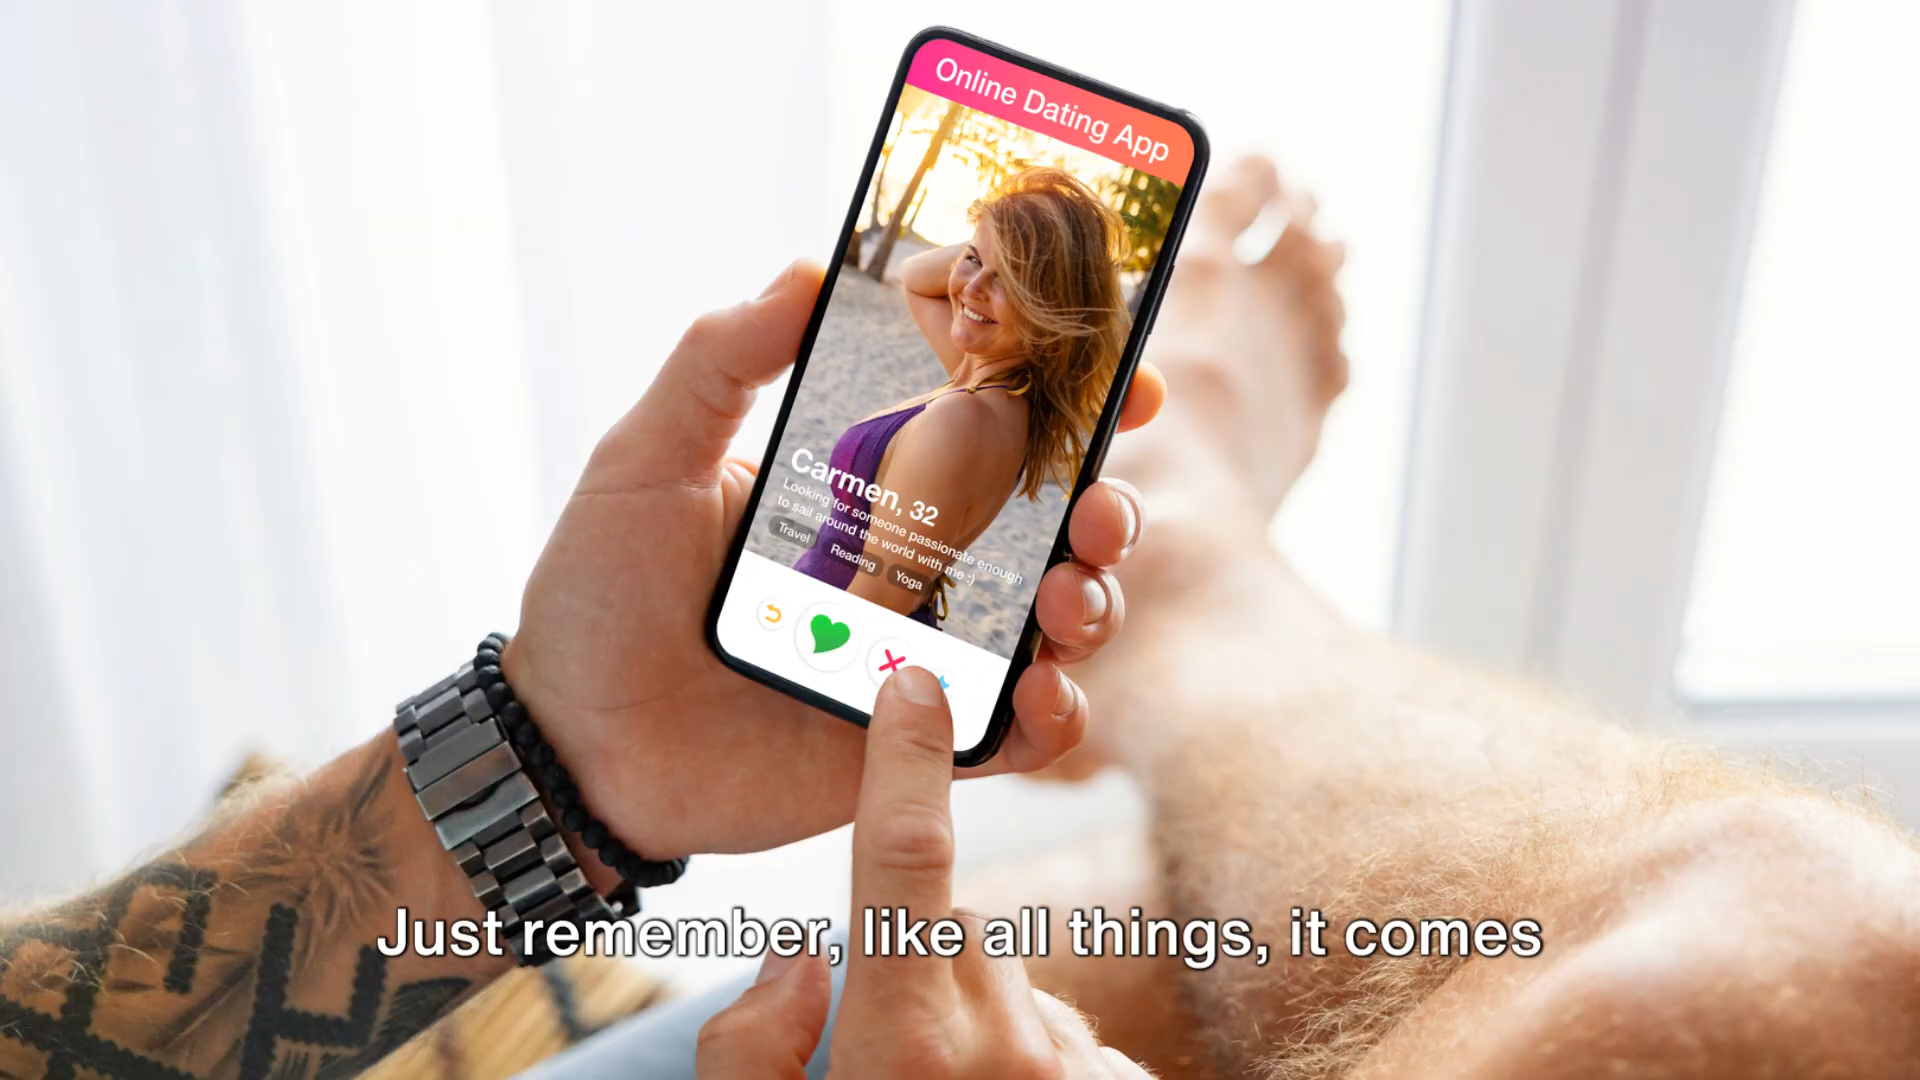 Online Dating App
Carmen, 32
Looking for someone passionate enough
to sail around the world with me :)
Travel
Reading
Yoga
Just remember, like all things, it comes